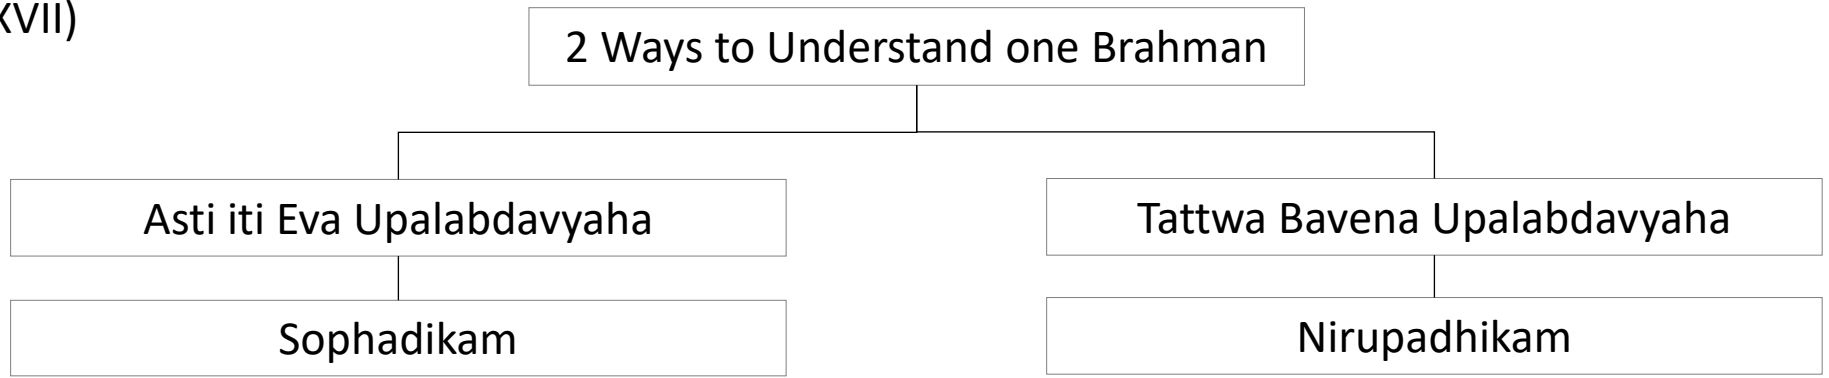 XVII)
2 Ways to Understand one Brahman
Asti iti Eva Upalabdavyaha
Tattwa Bavena Upalabdavyaha
Sophadikam
Nirupadhikam